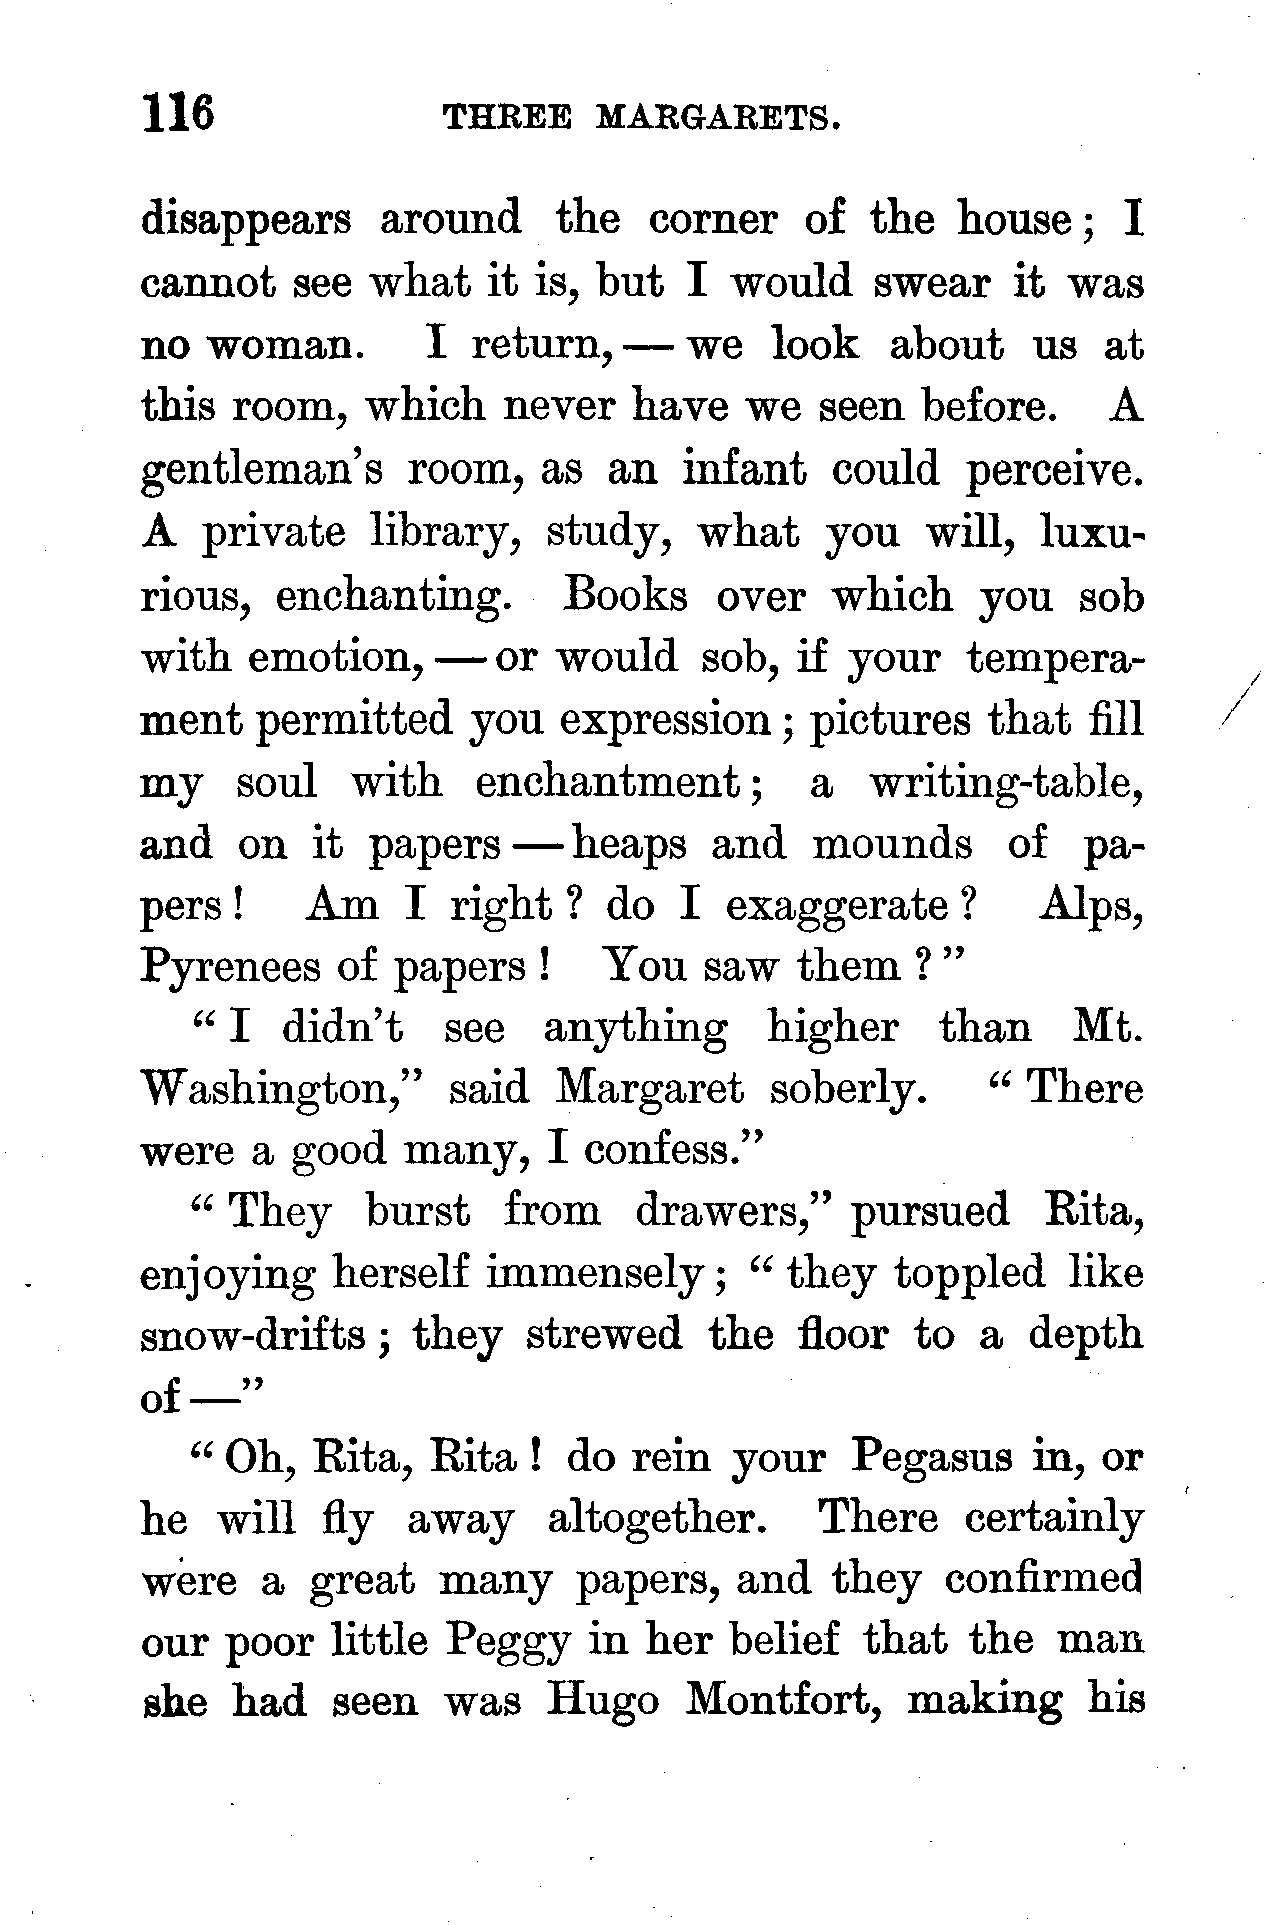 116 THREE MARGARETS.
disappears around the corner of the house; I
cannot see what it is, but I would swear it was
no woman. I return, — we look about us at
this room, which never have we seen before. A
gentleman's room, as an infant could perceive.
A private library, study, what you will, luxu-
rious, enchanting. Books over which you sob
with emotion, — or would sob, if your tempera-
ment permitted you expression; pictures that fill
my soul with enchantment; a writing-table,
and on it papers — heaps and mounds of pa-
pers! Am I right? do I exaggerate? Alps,
Pyrenees of papers! You saw them?"
"I didn't see anything higher than Mt.
Washington," said Margaret soberly. "There
were a good many, I confess."
"They burst from drawers," pursued Rita,
enjoying herself immensely; "they toppled like
snow-drifts; they strewed the floor to a depth
of —"
"Oh, Rita, Rita! do rein your Pegasus in, or
he will fly away altogether. There certainly
were a great many papers, and they confirmed
our poor little Peggy in her belief that the man
she had seen was Hugo Montfort, making his